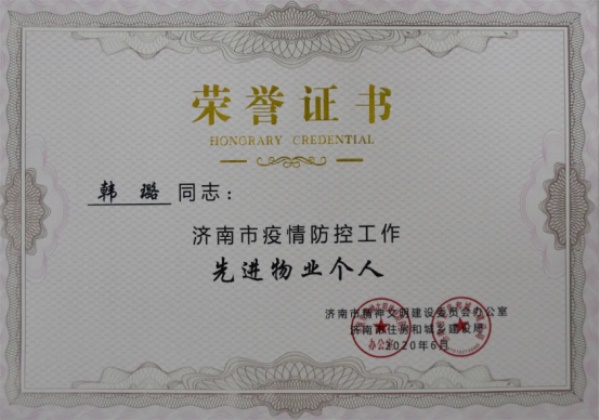 荣誉证书
HONORARY CREDENTIAL
韩 璐 同志：
济南市疫情防控工作
先进物业个人
济南市精神文明建设委员会办公室
济南市住房和城乡建设局
2020年6月